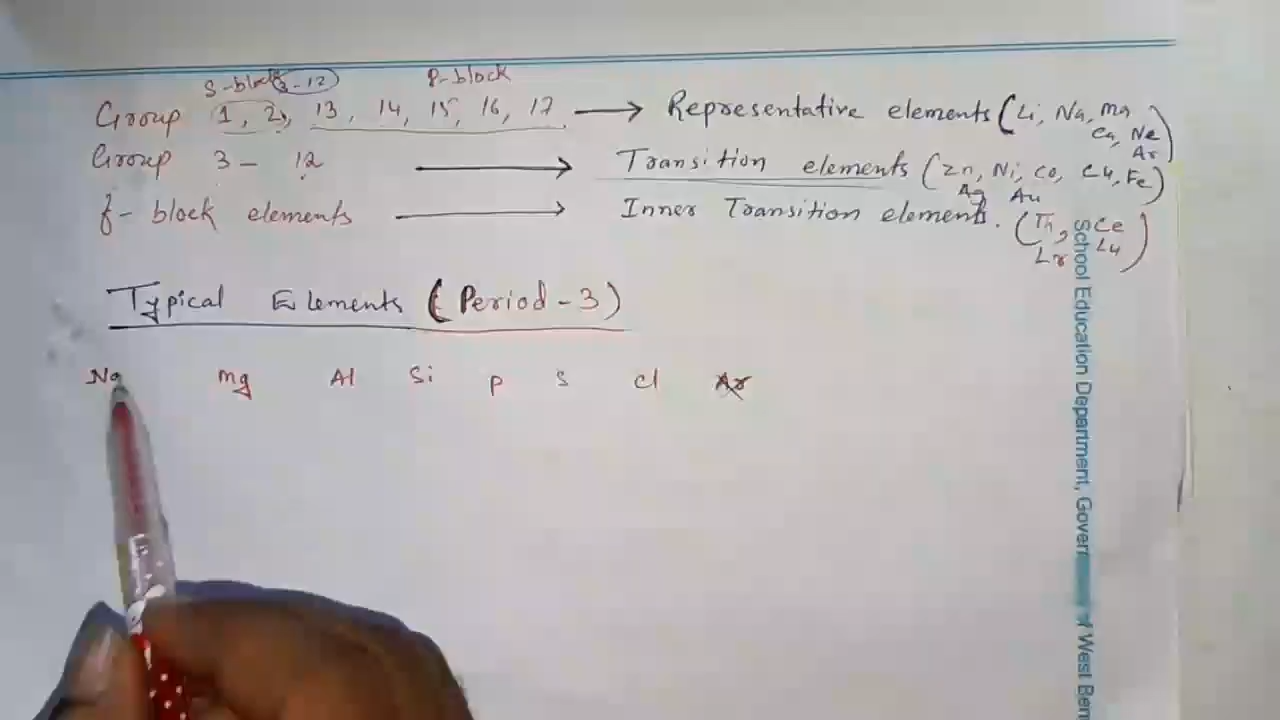 S-block 3-12 P-block
Group 1, 2, 13, 14, 15, 16, 17 → Representative elements (Li, Na, Mg
Ca, Ne
Ar)
Group 3 - 12 → Transition elements (Zn, Ni, Co, Cu, Fe)
Ag Au
f-block elements → Inner Transition elements. (Th, Ce
Lr Lu)
Typical Elements (Period-3)
Na Mg Al Si P S Cl Ar
School Education Department, Government of West Ben